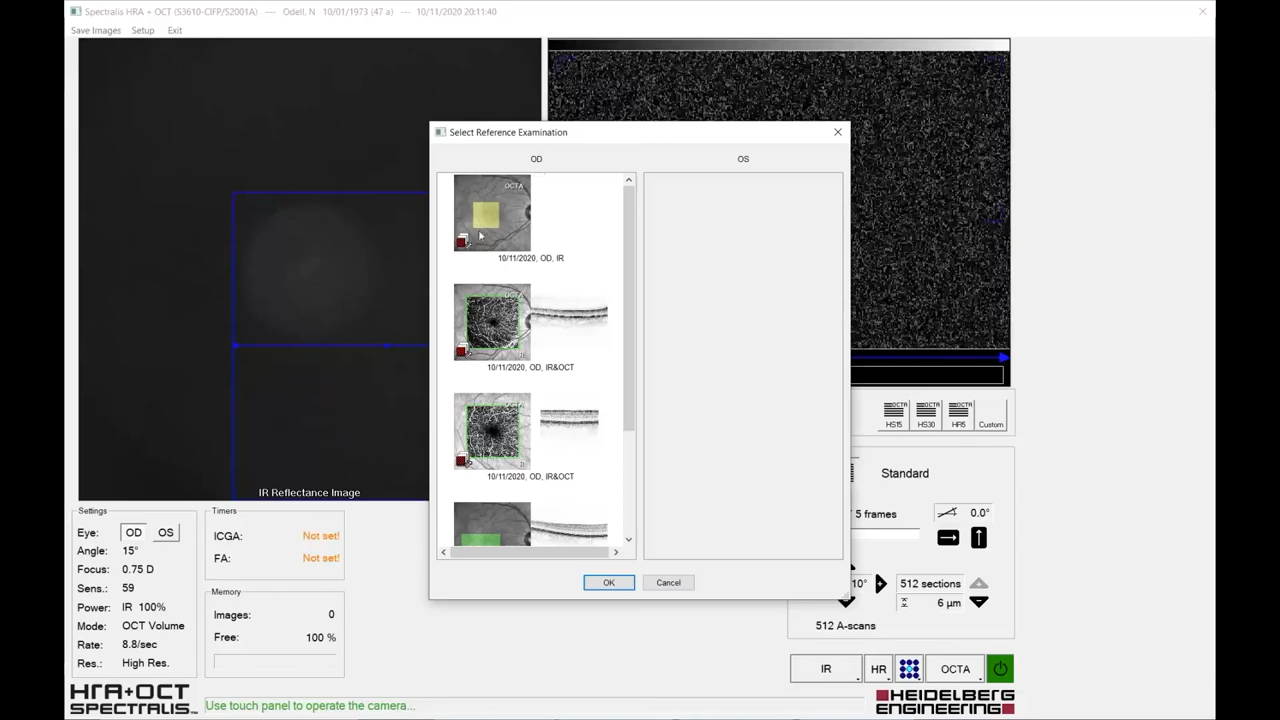 Spectralis HRA + OCT (S3610-CIFP/S2001A) --- Odell, N 10/01/1973 (47 a) --- 10/11/2020 20:11:40
Save Images Setup Exit
Select Reference Examination
OD OS
OCTA
10/11/2020, OD, IR
OCTA
10/11/2020, OD, IR&OCT
10/11/2020, OD, IR&OCT
OK Cancel
IR Reflectance Image
OCTA HS15
OCTA HS30
OCTA HR5
Custom
Standard
5 frames
0.0°
10°
512 sections
6 µm
512 A-scans
IR HR OCTA
Settings
Eye: OD OS
Angle: 15°
Focus: 0.75 D
Sens.: 59
Power: IR 100%
Mode: OCT Volume
Rate: 8.8/sec
Res.: High Res.
Timers
ICGA: Not set!
FA: Not set!
Memory
Images: 0
Free: 100 %
HRA+OCT
SPECTRALIS™
Use touch panel to operate the camera...
HEIDELBERG
ENGINEERING